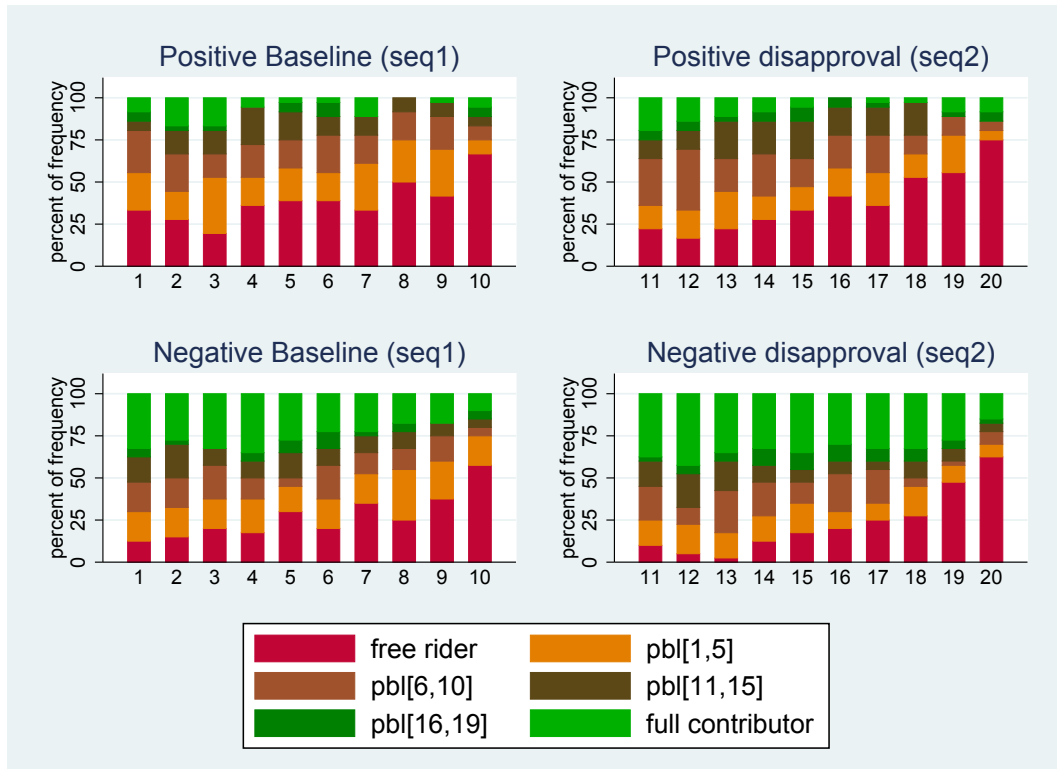 Positive Baseline (seq1)
percent of frequency
0 25 50 75 100
1 2 3 4 5 6 7 8 9 10
Positive disapproval (seq2)
percent of frequency
0 25 50 75 100
11 12 13 14 15 16 17 18 19 20
Negative Baseline (seq1)
percent of frequency
0 25 50 75 100
1 2 3 4 5 6 7 8 9 10
Negative disapproval (seq2)
percent of frequency
0 25 50 75 100
11 12 13 14 15 16 17 18 19 20
free rider
pbl[1,5]
pbl[6,10]
pbl[11,15]
pbl[16,19]
full contributor